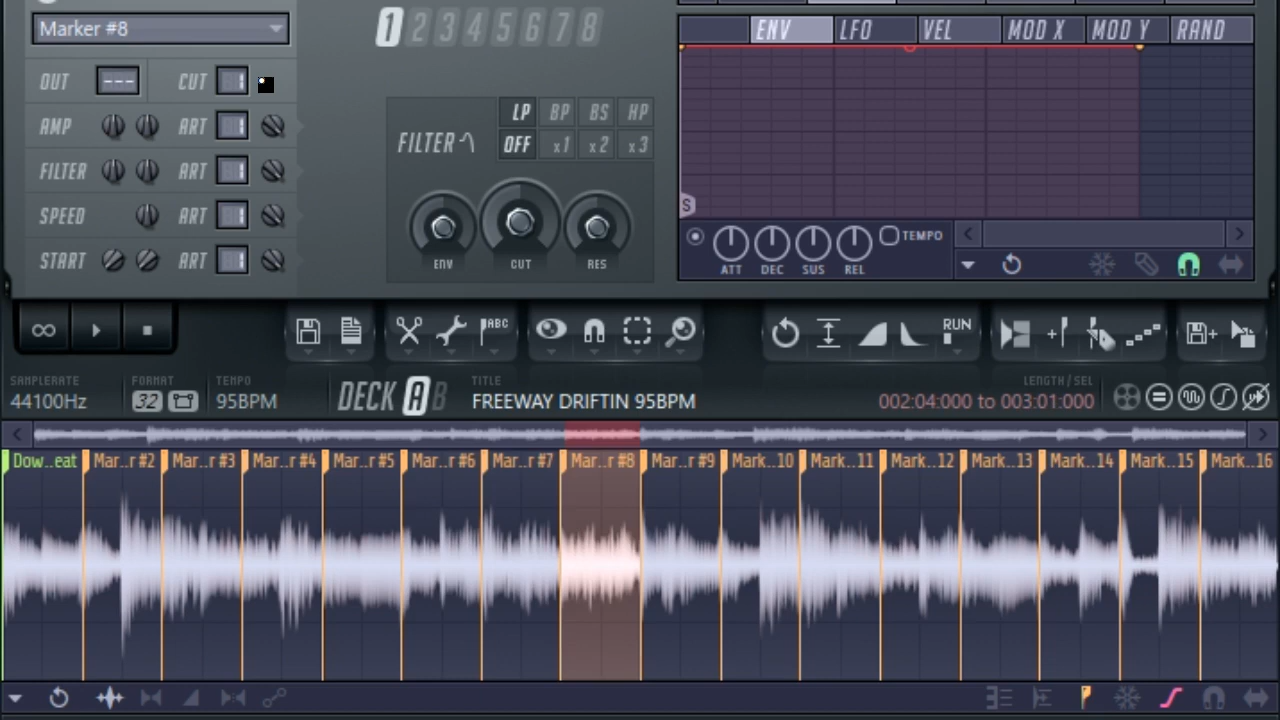 Marker #8
1 2 3 4 5 6 7 8
ENV LFO VEL MOD X MOD Y RAND
OUT --- CUT
AMP ART
FILTER ART
SPEED ART
START ART
FILTER
LP BP BS HP
OFF x1 x2 x3
ENV CUT RES
S
ATT DEC SUS REL TEMPO
ABC
RUN
SAMPLERATE FORMAT TEMPO TITLE LENGTH/SEL
44100Hz 32 95BPM DECK A B FREEWAY DRIFTIN 95BPM 002:04:000 to 003:01:000
Dow..eat Mar..r #2 Mar..r #3 Mar..r #4 Mar..r #5 Mar..r #6 Mar..r #7 Mar..r #8 Mar..r #9 Mark..10 Mark..11 Mark..12 Mark..13 Mark..14 Mark..15 Mark..16